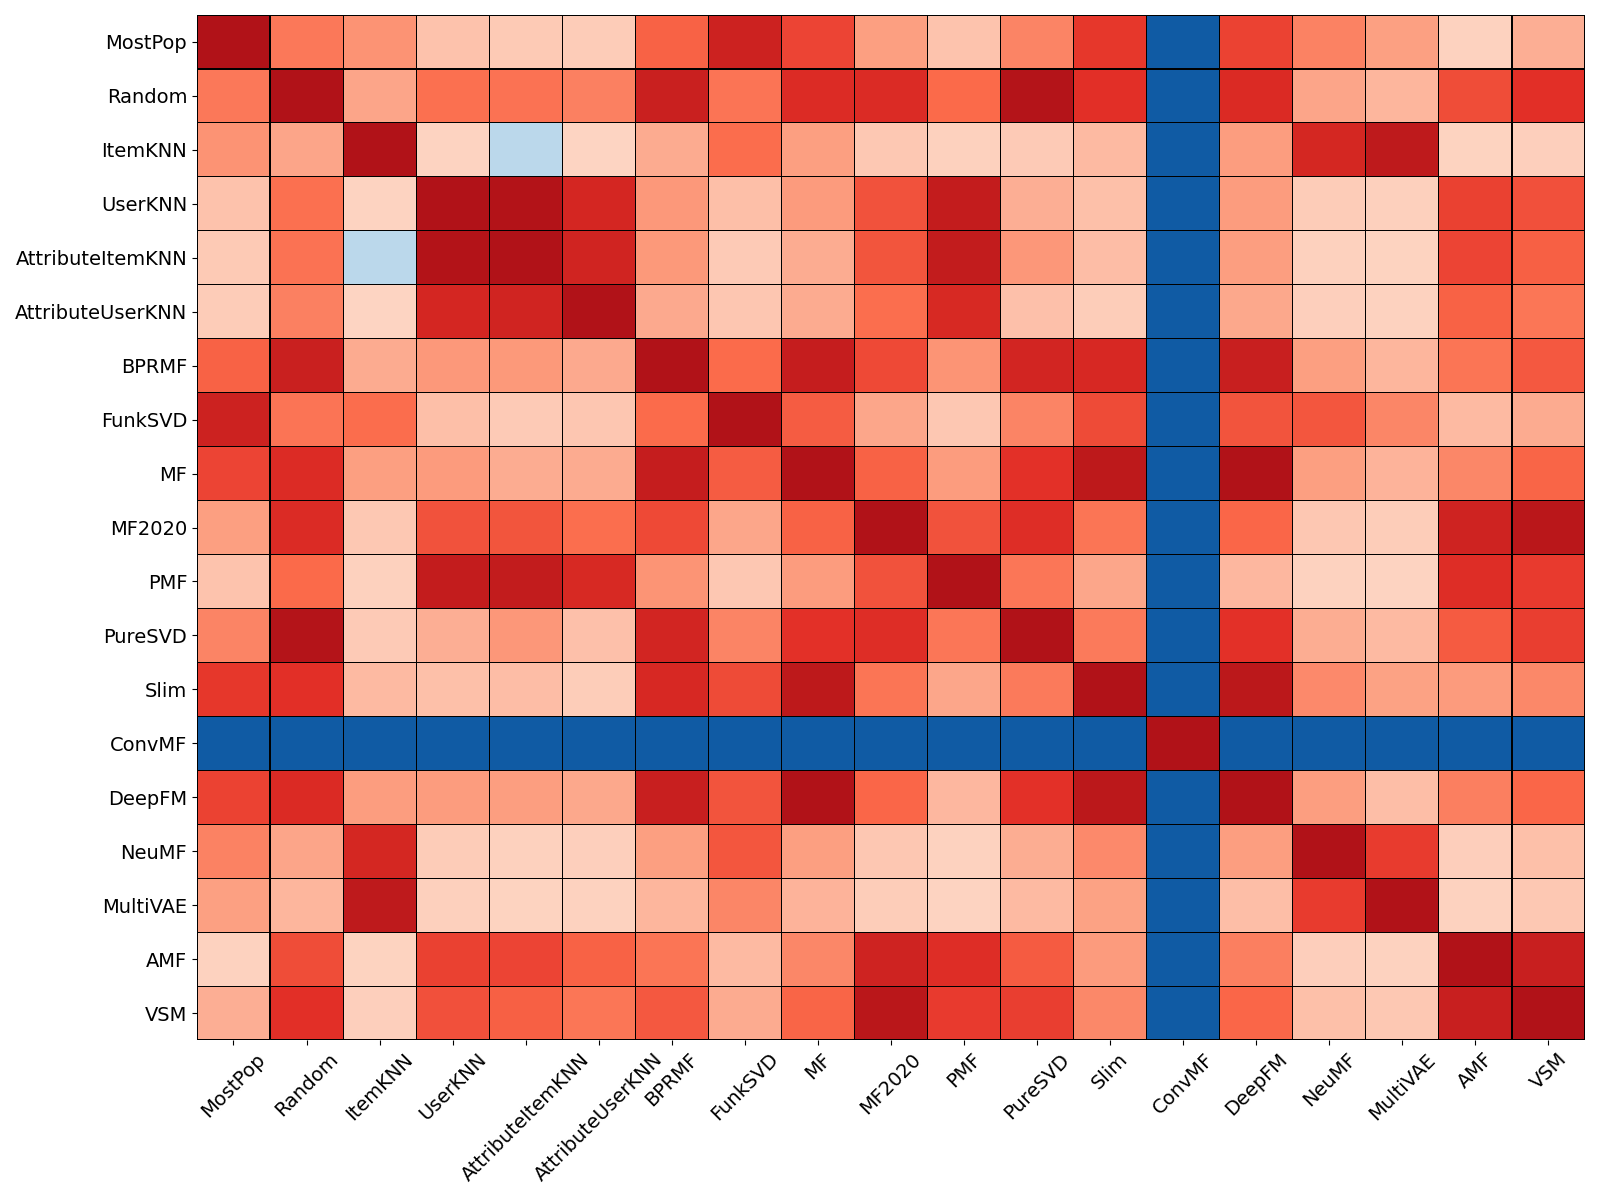 MostPop
Random
ItemKNN
UserKNN
AttributeItemKNN
AttributeUserKNN
BPRMF
FunkSVD
MF
MF2020
PMF
PureSVD
Slim
ConvMF
DeepFM
NeuMF
MultiVAE
AMF
VSM
MostPop
Random
ItemKNN
UserKNN
AttributeItemKNN
AttributeUserKNN
BPRMF
FunkSVD
MF
MF2020
PMF
PureSVD
Slim
ConvMF
DeepFM
NeuMF
MultiVAE
AMF
VSM